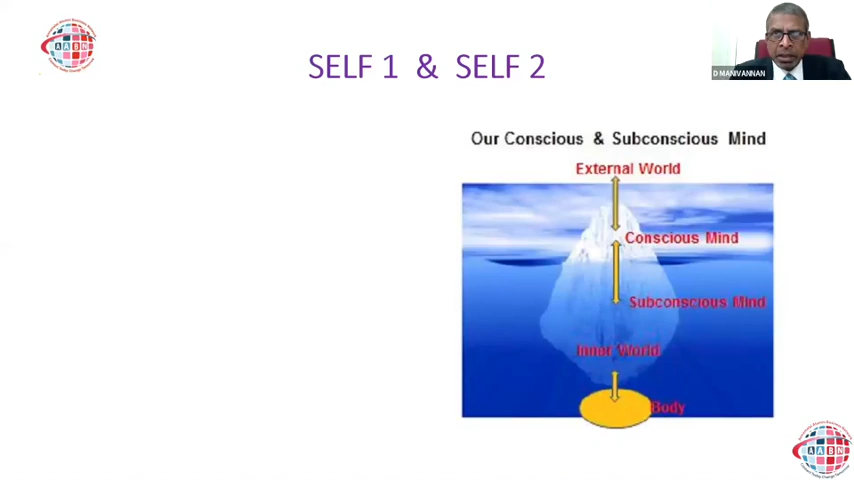 AABN
SELF 1 & SELF 2
D MANIVANNAN
Our Conscious & Subconscious Mind
External World
Conscious Mind
Subconscious Mind
Inner World
Body
AABN